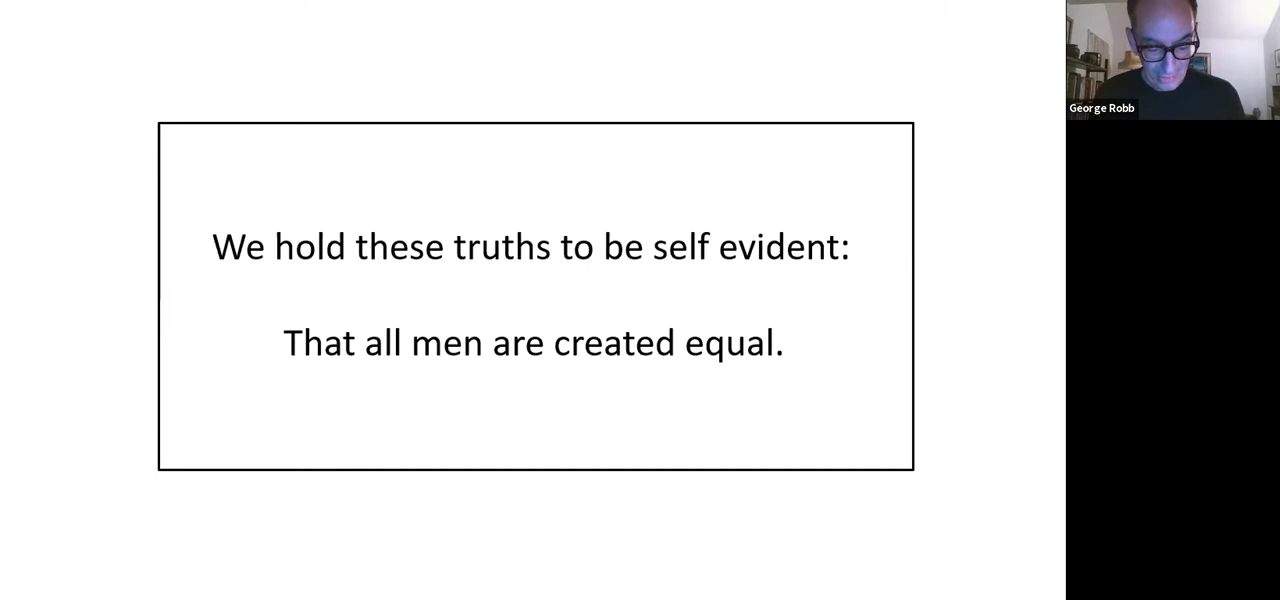 We hold these truths to be self evident:
That all men are created equal.
George Robb